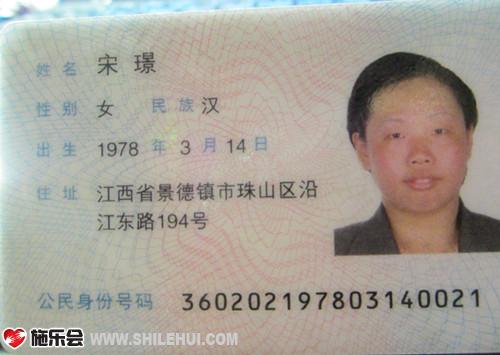 姓名 宋璟
性别 女 民族 汉
出生 1978 年 3 月 14 日
住址 江西省景德镇市珠山区沿
江东路194号
公民身份号码 360202197803140021
施乐会 WWW.SHILEHUI.COM